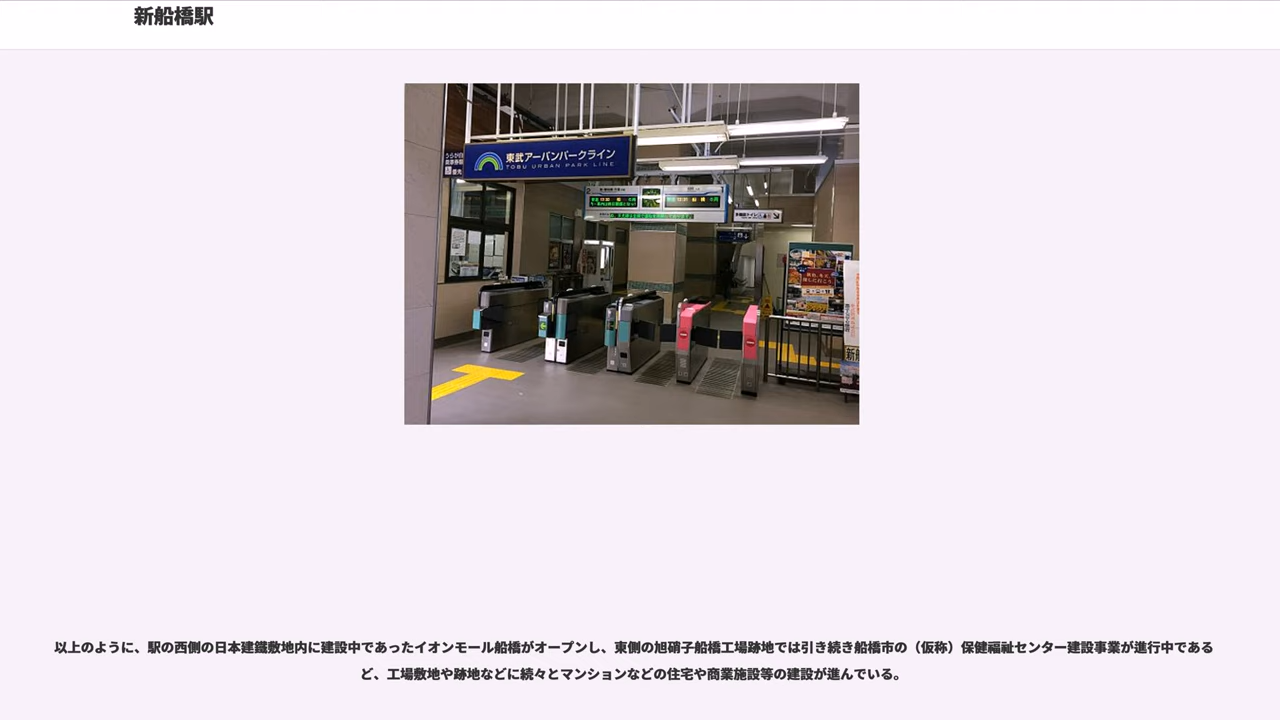 新船橋駅
東武アーバンパークライン
TOBU URBAN PARK LINE
以上のように、駅の西側の日本建鐵敷地内に建設中であったイオンモール船橋がオープンし、東側の旭硝子船橋工場跡地では引き続き船橋市の（仮称）保健福祉センター建設事業が進行中である
ど、工場敷地や跡地などに続々とマンションなどの住宅や商業施設等の建設が進んでいる。